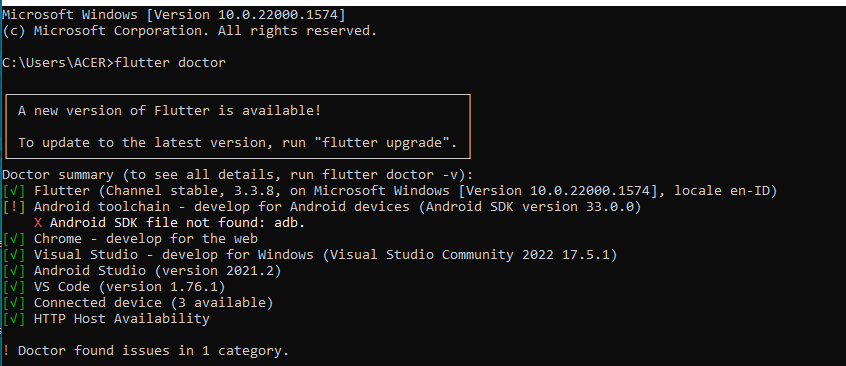 Microsoft Windows [Version 10.0.22000.1574]
(c) Microsoft Corporation. All rights reserved.
C:\Users\ACER>flutter doctor
A new version of Flutter is available!
To update to the latest version, run "flutter upgrade".
Doctor summary (to see all details, run flutter doctor -v):
[√] Flutter (Channel stable, 3.3.8, on Microsoft Windows [Version 10.0.22000.1574], locale en-ID)
[!] Android toolchain - develop for Android devices (Android SDK version 33.0.0)
X Android SDK file not found: adb.
[√] Chrome - develop for the web
[√] Visual Studio - develop for Windows (Visual Studio Community 2022 17.5.1)
[√] Android Studio (version 2021.2)
[√] VS Code (version 1.76.1)
[√] Connected device (3 available)
[√] HTTP Host Availability
! Doctor found issues in 1 category.